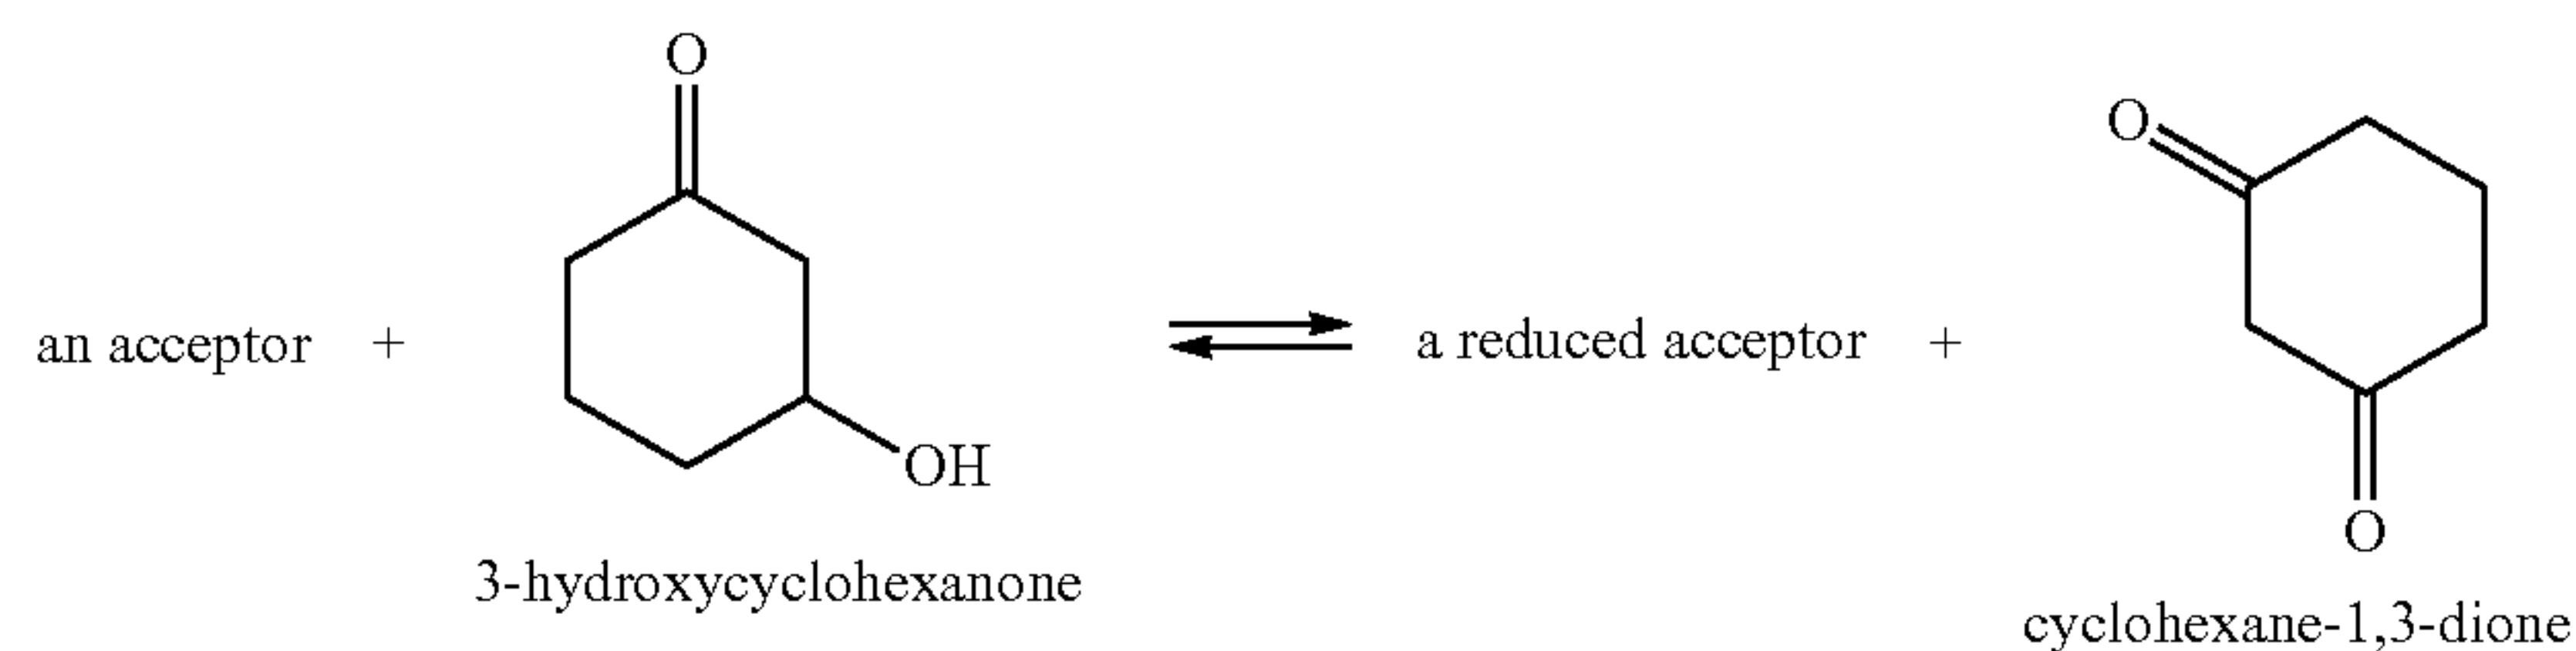 O
an acceptor +
OH
3-hydroxycyclohexanone
a reduced acceptor +
O
O
cyclohexane-1,3-dione